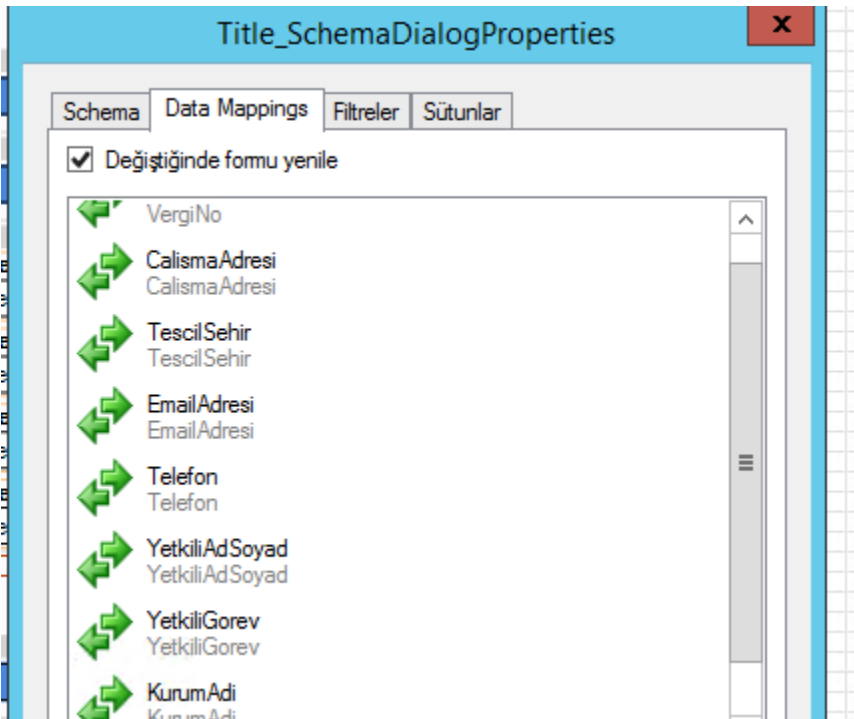 Title_SchemaDialogProperties
x
Schema Data Mappings Filtreler Sütunlar
Değiştiğinde formu yenile
VergiNo
CalismaAdresi
CalismaAdresi
TescilSehir
TescilSehir
EmailAdresi
EmailAdresi
Telefon
Telefon
YetkiliAdSoyad
YetkiliAdSoyad
YetkiliGorev
YetkiliGorev
KurumAdi
KurumAdi